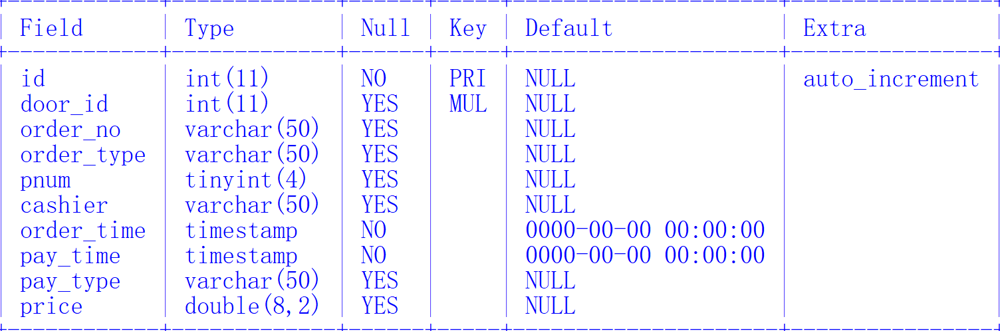 Field | Type | Null | Key | Default | Extra
id | int(11) | NO | PRI | NULL | auto_increment
door_id | int(11) | YES | MUL | NULL |
order_no | varchar(50) | YES | | NULL |
order_type | varchar(50) | YES | | NULL |
pnum | tinyint(4) | YES | | NULL |
cashier | varchar(50) | YES | | NULL |
order_time | timestamp | NO | | 0000-00-00 00:00:00 |
pay_time | timestamp | NO | | 0000-00-00 00:00:00 |
pay_type | varchar(50) | YES | | NULL |
price | double(8,2) | YES | | NULL |